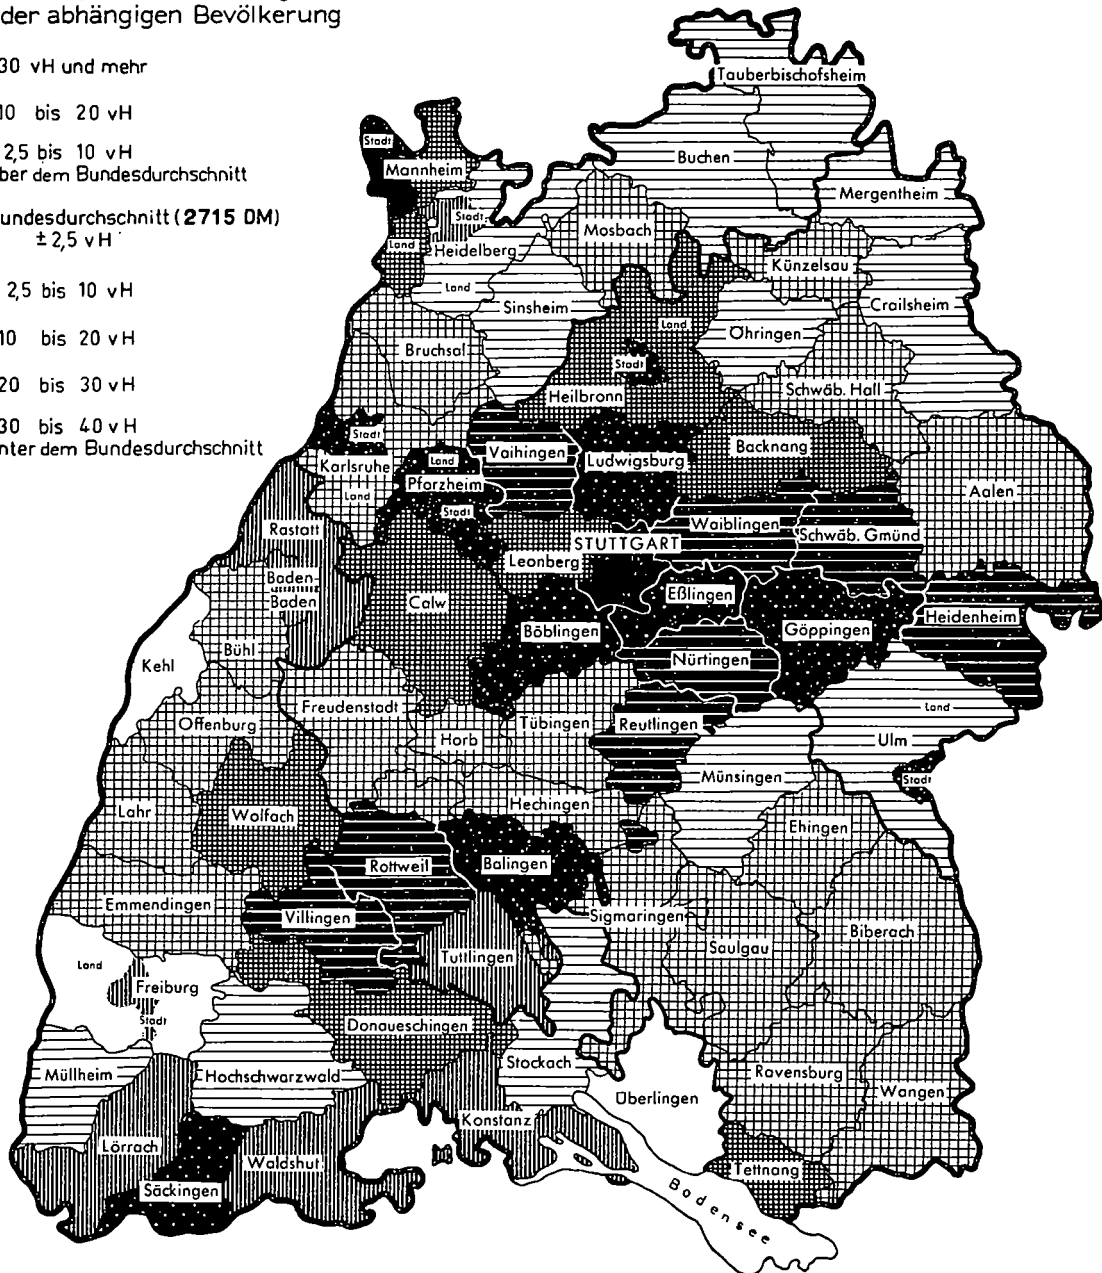 der abhängigen Bevölkerung
30 vH und mehr
10 bis 20 vH
2,5 bis 10 vH
ber dem Bundesdurchschnitt
undesdurchschnitt (2715 DM)
± 2,5 vH
2,5 bis 10 vH
10 bis 20 vH
20 bis 30 vH
30 bis 40 vH
nter dem Bundesdurchschnitt
Tauberbischofsheim
Stadt
Buchen
Mannheim
Mergentheim
Stadt
Mosbach
Land
Heidelberg
Künzelsau
Land
Sinsheim
Crailsheim
Land
Öhringen
Bruchsal
Stadt
Schwäb. Hall
Heilbronn
Stadt
Backnang
Vaihingen
Land
Ludwigsburg
Karlsruhe
Pforzheim
Land
Aalen
Stadt
Rastatt
Waiblingen
Schwäb. Gmünd
STUTTGART
Leonberg
Baden-
Baden
Calw
Eßlingen
Heidenheim
Böblingen
Göppingen
Bühl
Kehl
Nürtingen
Freudenstadt
Land
Offenburg
Tübingen
Reutlingen
Horb
Ulm
Münsingen
Stadt
Lahr
Hechingen
Wolfach
Ehingen
Rottweil
Balingen
Emmendingen
Villingen
Sigmaringen
Biberach
Saulgau
Land
Tuttlingen
Freiburg
Stadt
Donaueschingen
Stockach
Müllheim
Hochschwarzwald
Ravensburg
Wangen
Überlingen
Konstanz
Lörrach
Waldshut
Tettnang
Säckingen
Bodensee